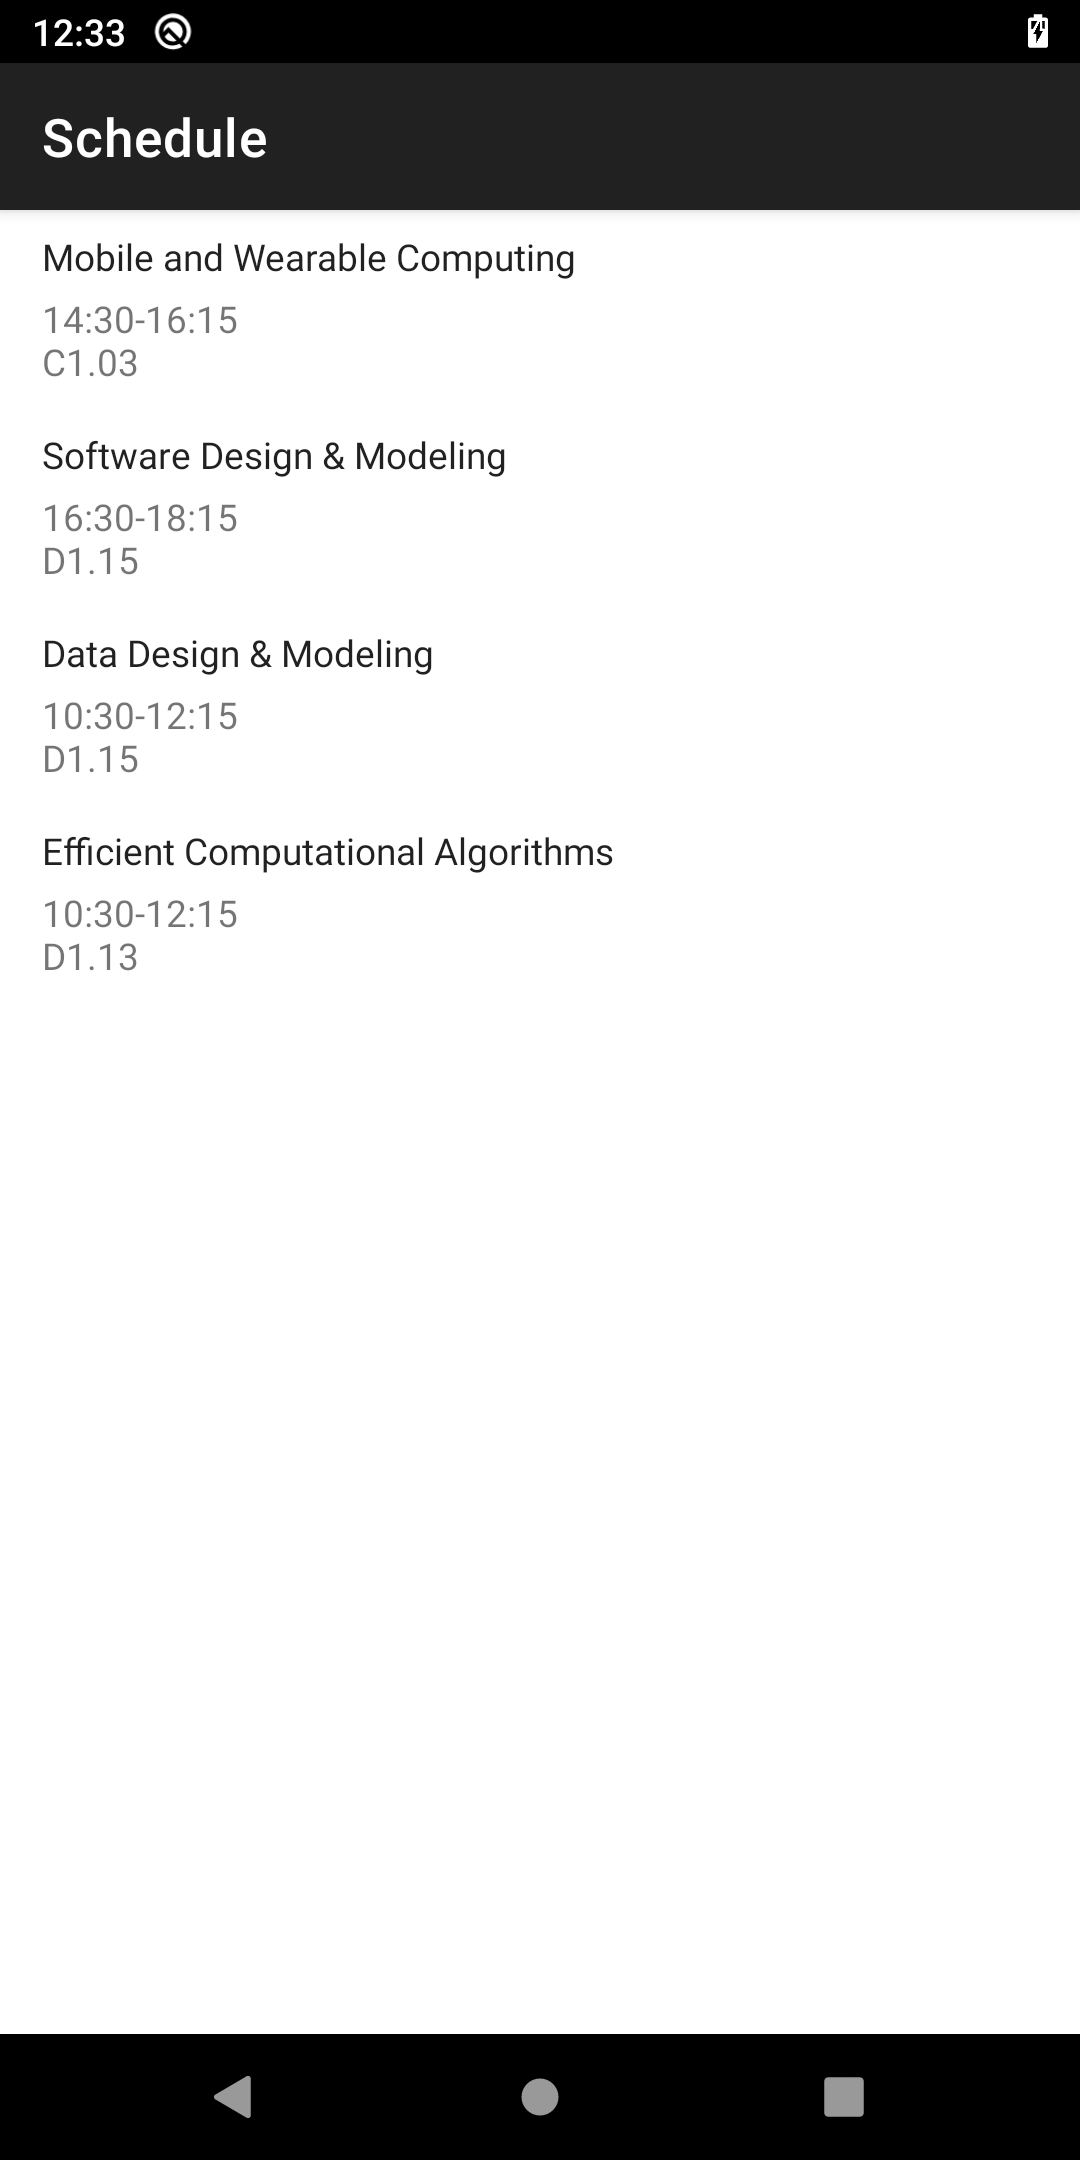 12:33
Schedule
Mobile and Wearable Computing
14:30-16:15
C1.03
Software Design & Modeling
16:30-18:15
D1.15
Data Design & Modeling
10:30-12:15
D1.15
Efficient Computational Algorithms
10:30-12:15
D1.13